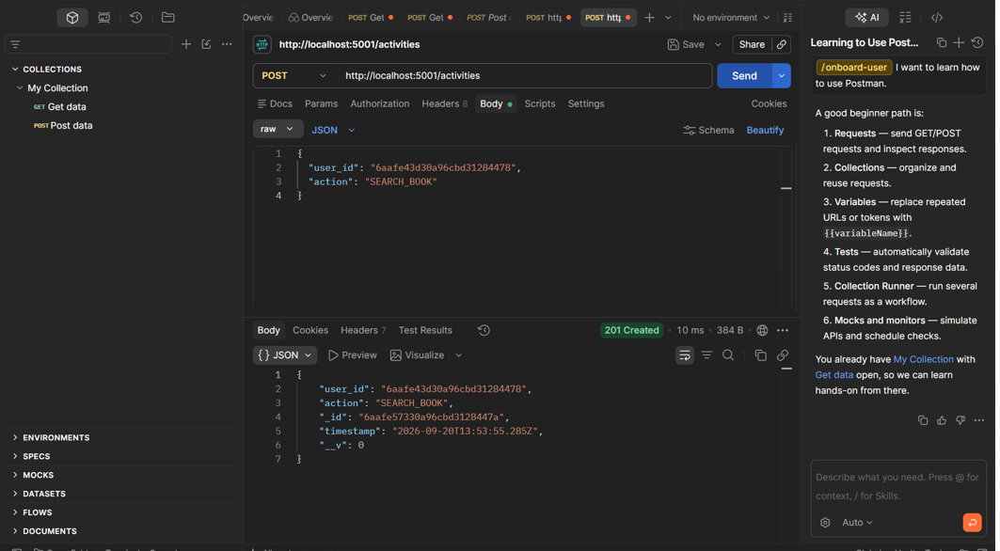 Overvie
Overvie
POST Get
POST Get
POST Post
POST htt
POST htt
No environment
AI
HTTP http://localhost:5001/activities
Save
Share
Learning to Use Post...
COLLECTIONS
My Collection
GET Get data
POST Post data
POST
http://localhost:5001/activities
Send
Docs
Params
Authorization
Headers 8
Body
Scripts
Settings
Cookies
raw
JSON
Schema
Beautify
1 {
2 "user_id": "6aafe43d30a96cbd31284478",
3 "action": "SEARCH_BOOK"
4 }
/onboard-user I want to learn how
to use Postman.
A good beginner path is:
1. Requests — send GET/POST
requests and inspect responses.
2. Collections — organize and
reuse requests.
3. Variables — replace repeated
URLs or tokens with
{{variableName}}.
4. Tests — automatically validate
status codes and response data.
5. Collection Runner — run several
requests as a workflow.
6. Mocks and monitors — simulate
APIs and schedule checks.
You already have My Collection with
Get data open, so we can learn
hands-on from there.
Body
Cookies
Headers 7
Test Results
201 Created
10 ms
384 B
{} JSON
Preview
Visualize
1 {
2 "user_id": "6aafe43d30a96cbd31284478",
3 "action": "SEARCH_BOOK",
4 "_id": "6aafe57330a96cbd3128447a",
5 "timestamp": "2026-09-20T13:53:55.285Z",
6 "__v": 0
7 }
ENVIRONMENTS
SPECS
MOCKS
DATASETS
FLOWS
DOCUMENTS
Describe what you need. Press @ for
context, / for Skills.
Auto